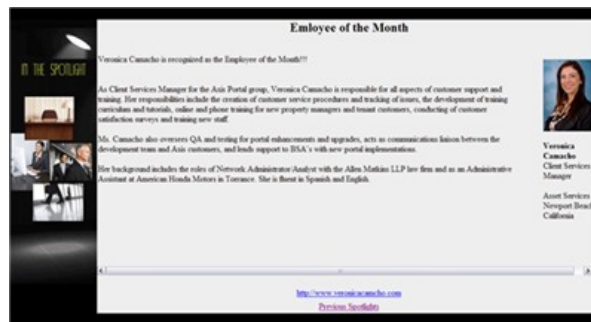 Emloyee of the Month
IN THE SPOTLIGHT
Veronica Camacho is recognized as the Employee of the Month!!!
As Client Services Manager for the Axis Portal group, Veronica Camacho is responsible for all aspects of customer support and
training. Her responsibilities include the creation of customer service procedures and tracking of issues, the development of training
curriculum and tutorials, online and phone training for new property managers and tenant customers, conducting of customer
satisfaction surveys and training new staff.
Ms. Camacho also oversees QA and testing for portal enhancements and upgrades, acts as communications liaison between the
development team and Axis customers, and lends support to BSA's with new portal implementations.
Her background includes the roles of Network Administrator/Analyst with the Allen Matkins LLP law firm and as an Administrative
Assistant at American Honda Motors in Torrance. She is fluent in Spanish and English.
Veronica
Camacho
Client Services
Manager
Asset Services
Newport Beach
California
http://www.veronicacamacho.com
Previous Spotlights